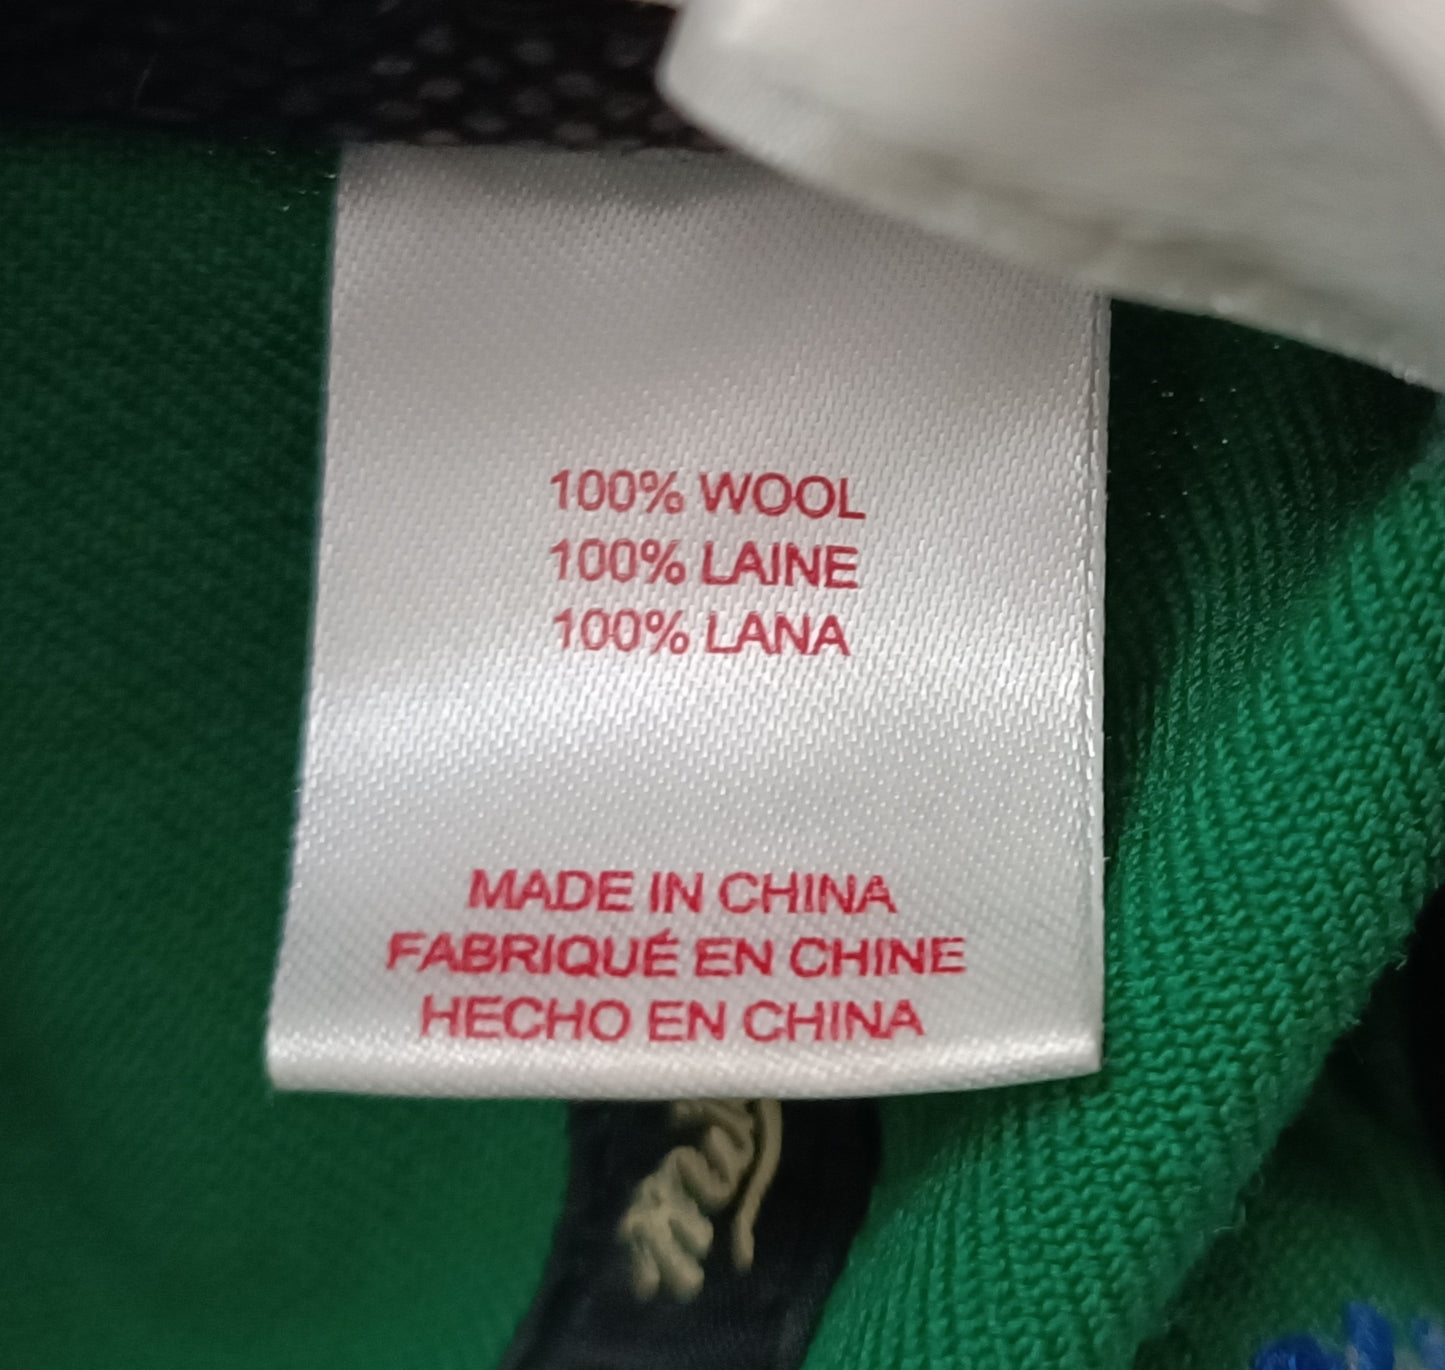 100% WOOL
100% LAINE
100% LANA
MADE IN CHINA
FABRIQUÉ EN CHINE
HECHO EN CHINA